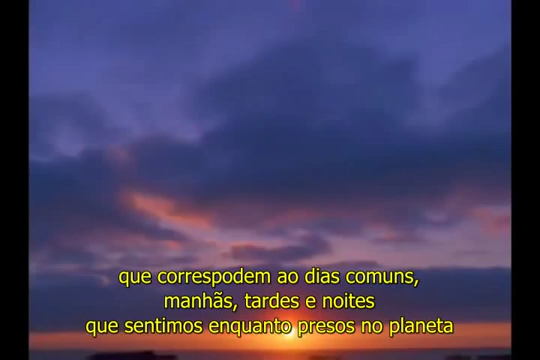 que correspodem ao dias comuns,
manhãs, tardes e noites
que sentimos enquanto presos no planeta